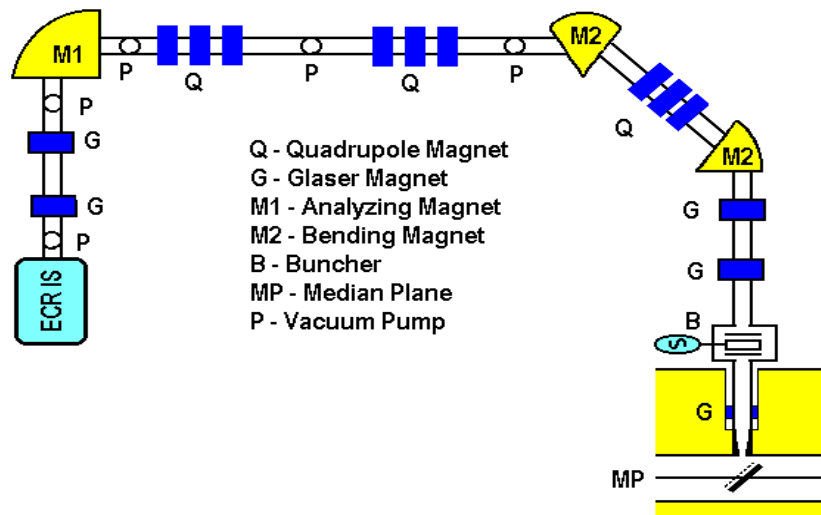 M1
P
Q
P
Q
P
M2
P
G
Q
M2
G
P
ECR IS
Q - Quadrupole Magnet
G - Glaser Magnet
M1 - Analyzing Magnet
M2 - Bending Magnet
B - Buncher
MP - Median Plane
P - Vacuum Pump
G
G
B
S
G
MP